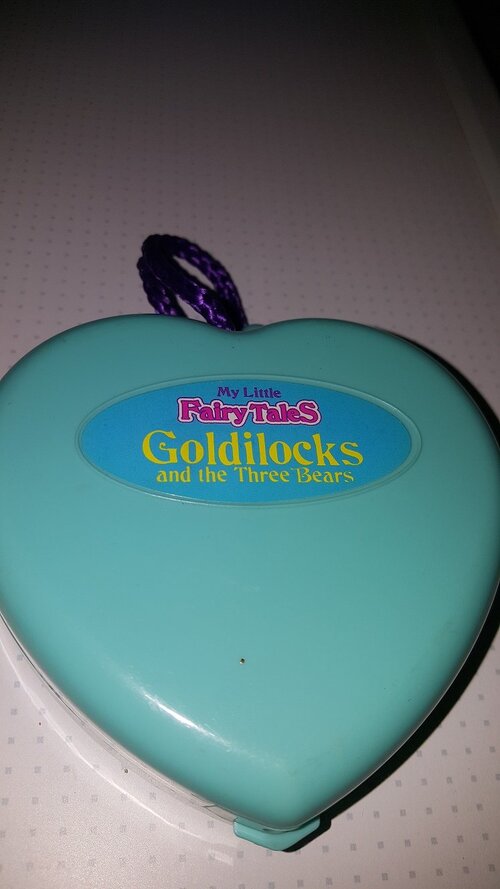 My Little
Fairy Tales
Goldilocks
and the Three Bears